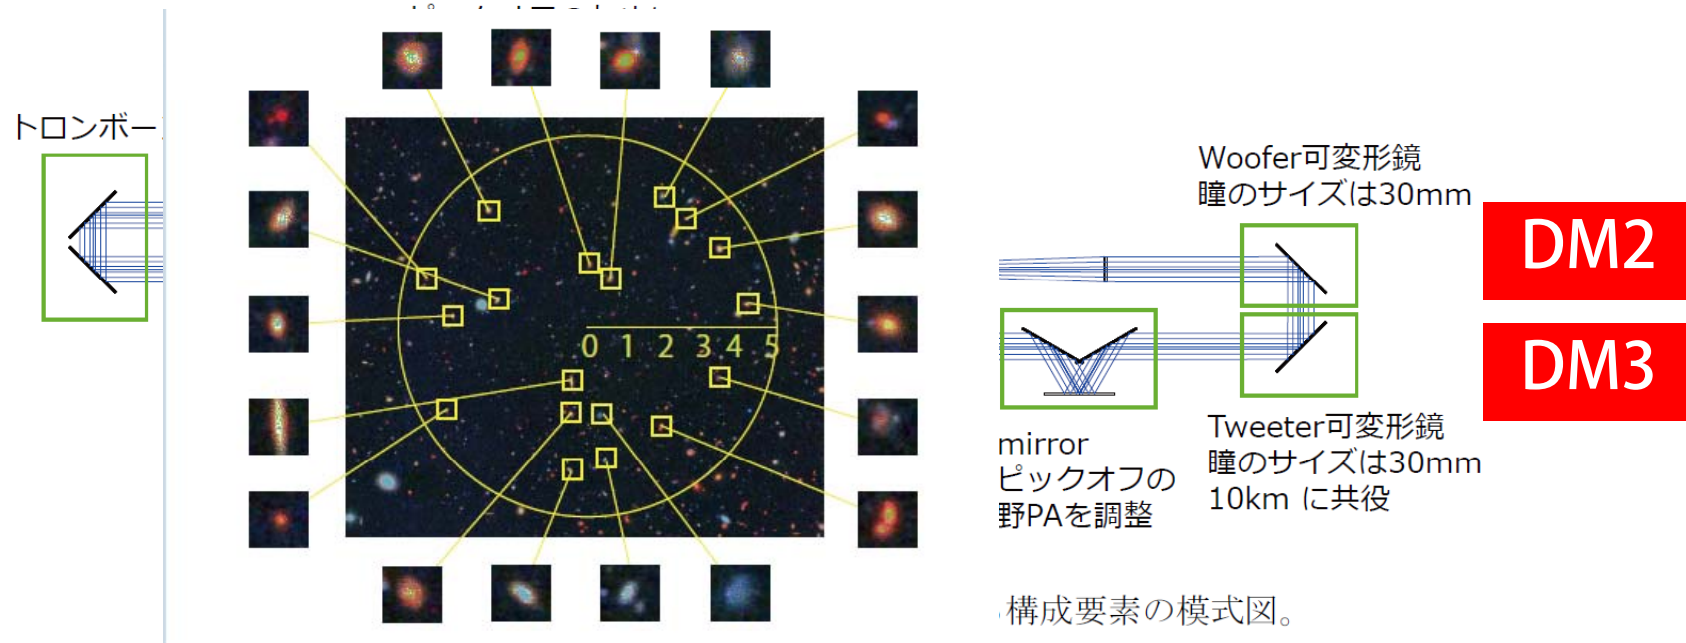 トロンボー
0 1 2 3 4 5
Woofer可変形鏡
瞳のサイズは30mm
DM2
DM3
Tweeter可変形鏡
瞳のサイズは30mm
10km に共役
mirror
ピックオフの
野PAを調整
構成要素の模式図。